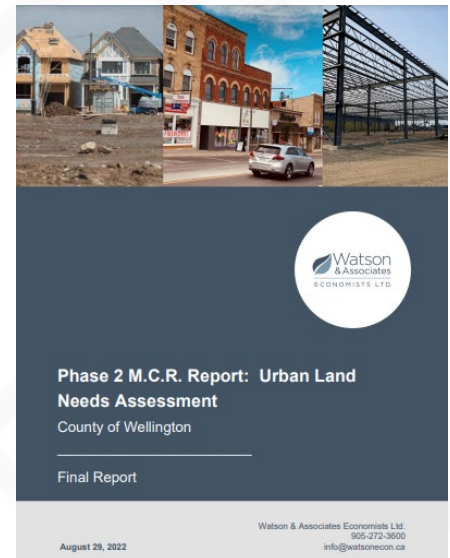 Watson
& Associates
ECONOMISTS LTD.
Phase 2 M.C.R. Report: Urban Land
Needs Assessment
County of Wellington
Final Report
Watson & Associates Economists Ltd.
905-272-3600
August 29, 2022
info@watsonecon.ca